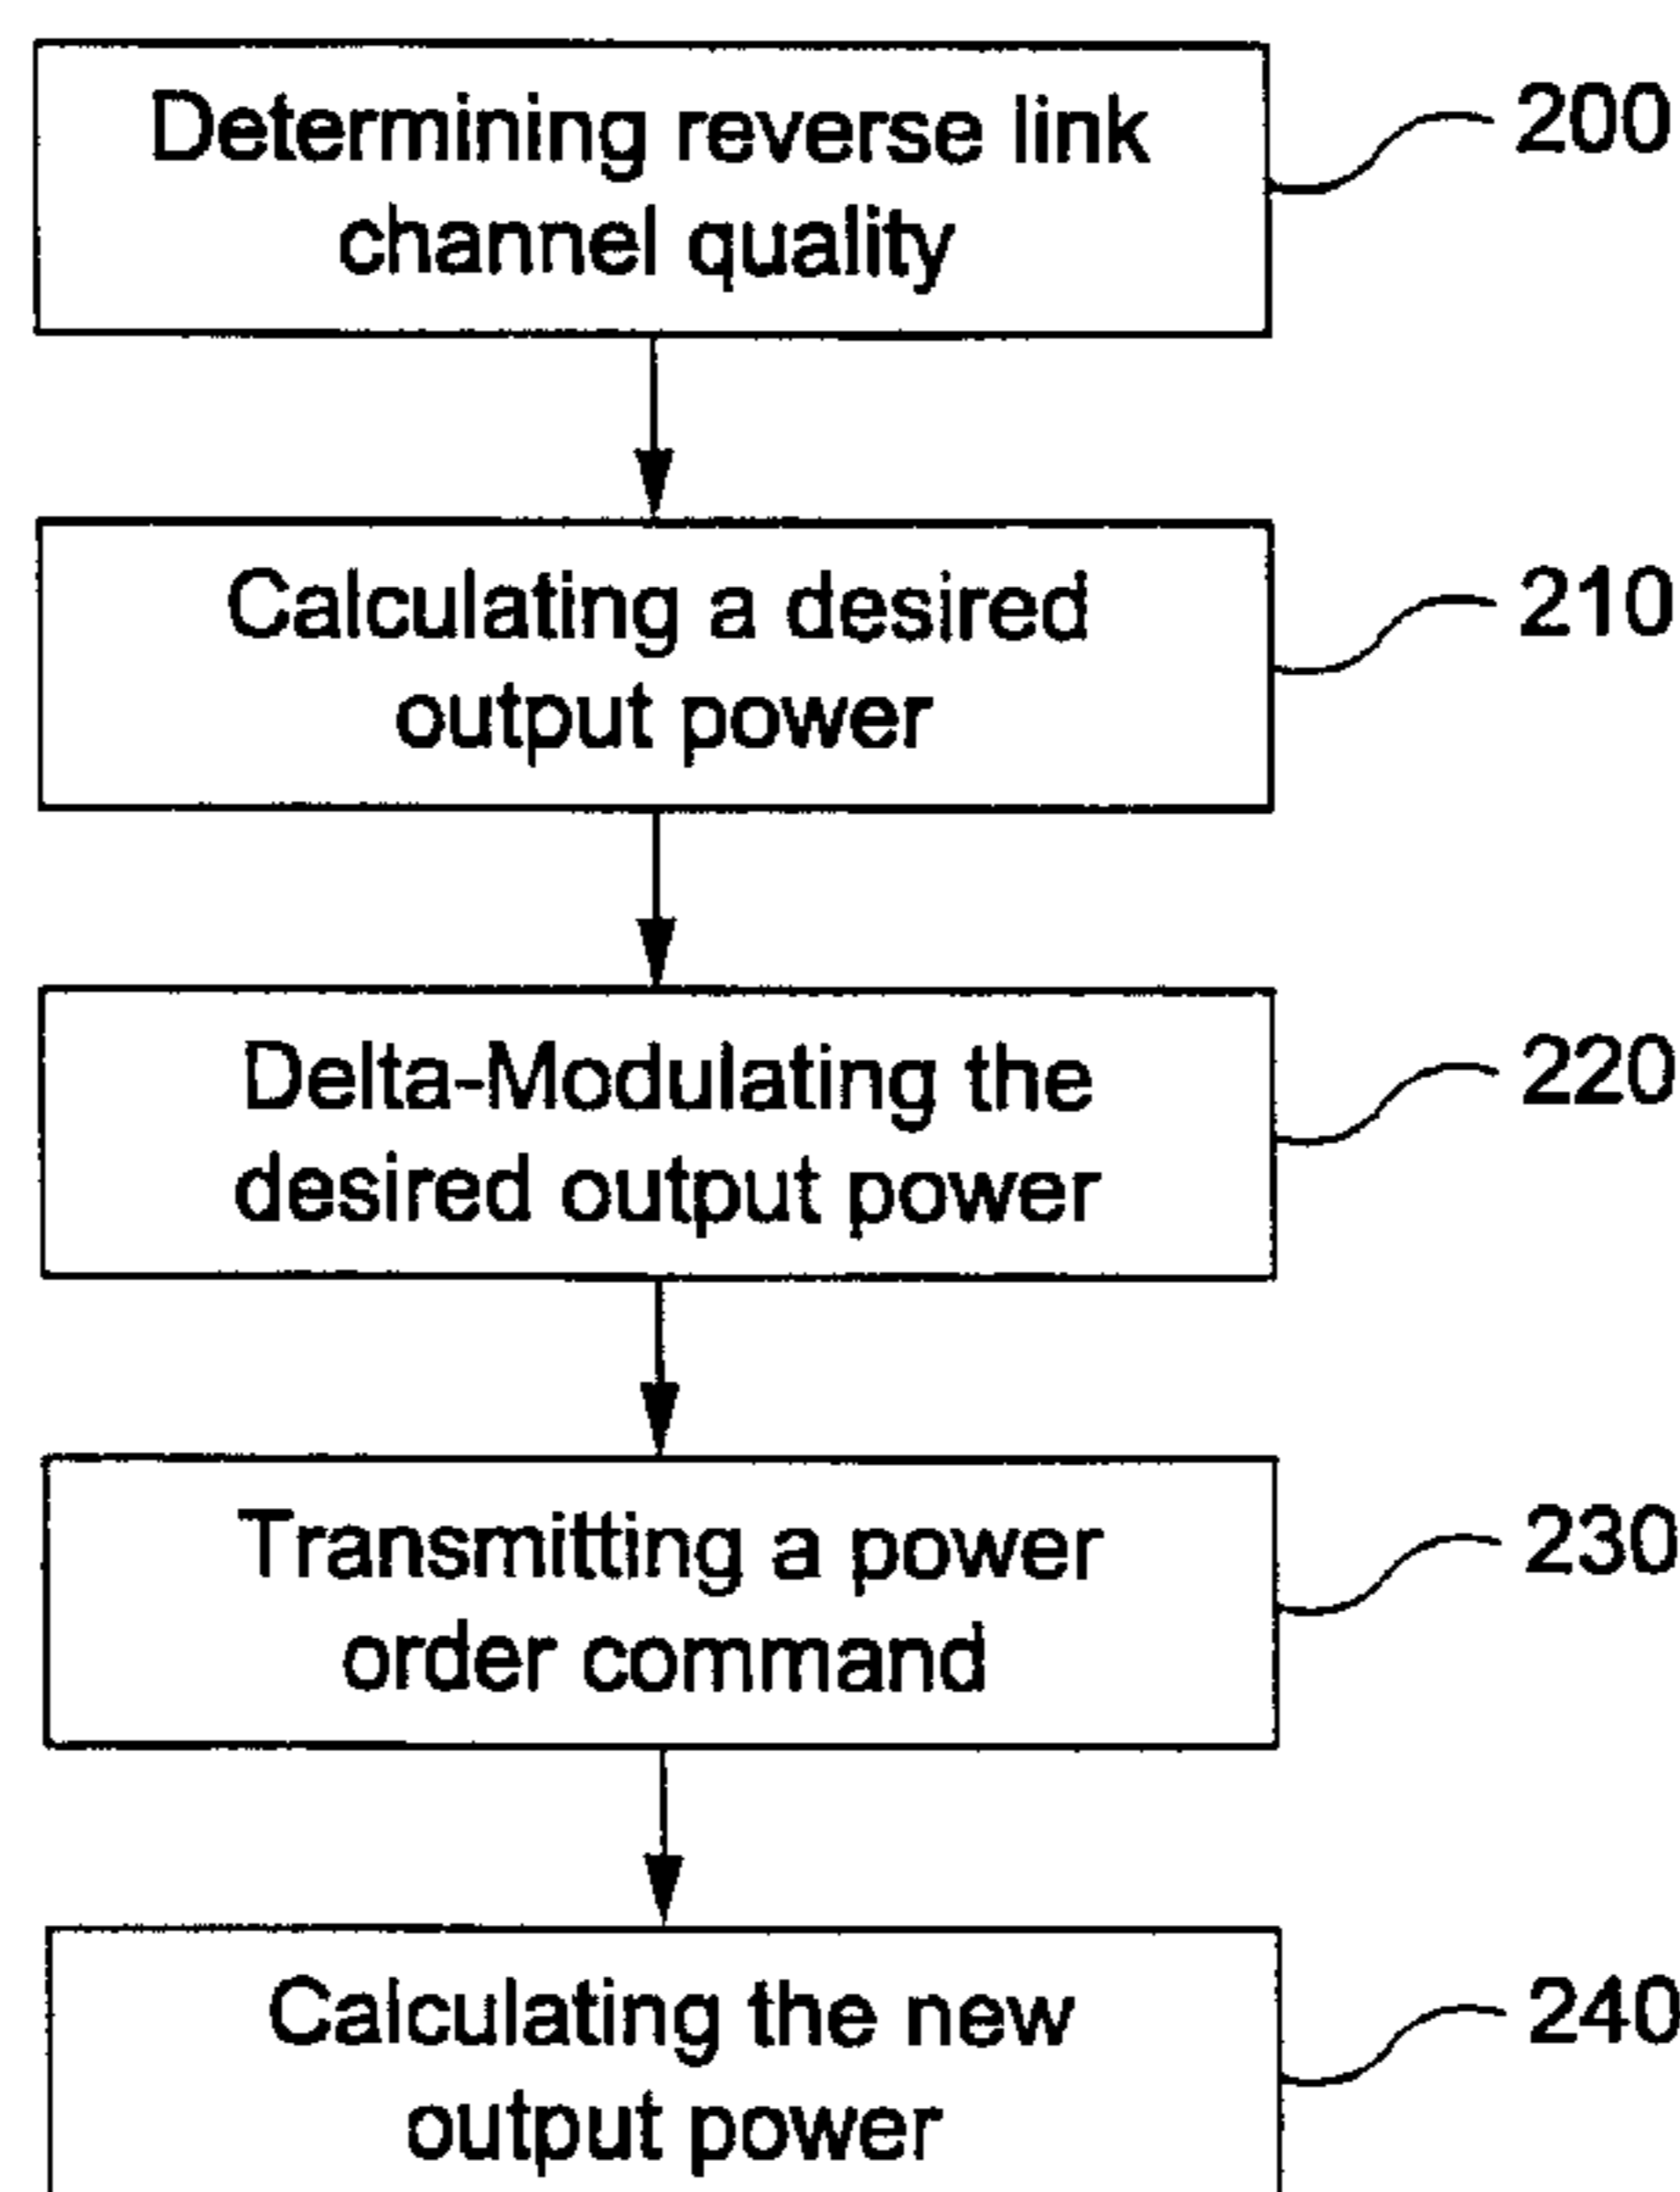 Determining reverse link
channel quality
200
Calculating a desired
output power
210
Delta-Modulating the
desired output power
220
Transmitting a power
order command
230
Calculating the new
output power
240